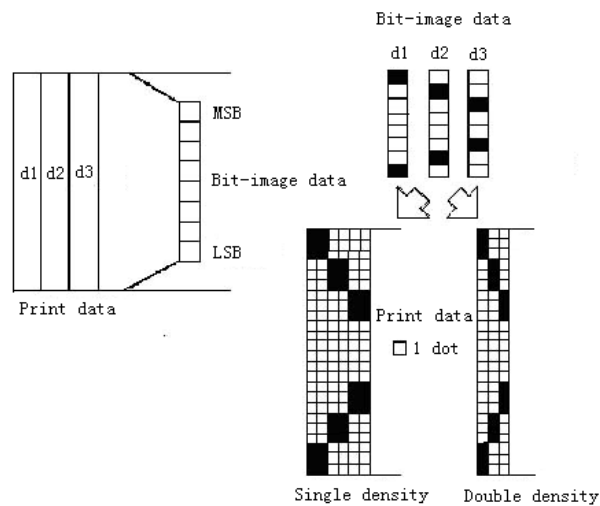 Bit-image data
d1 d2 d3
MSB
d1 d2 d3
Bit-image data
LSB
Print data
Print data
1 dot
Single density
Double density